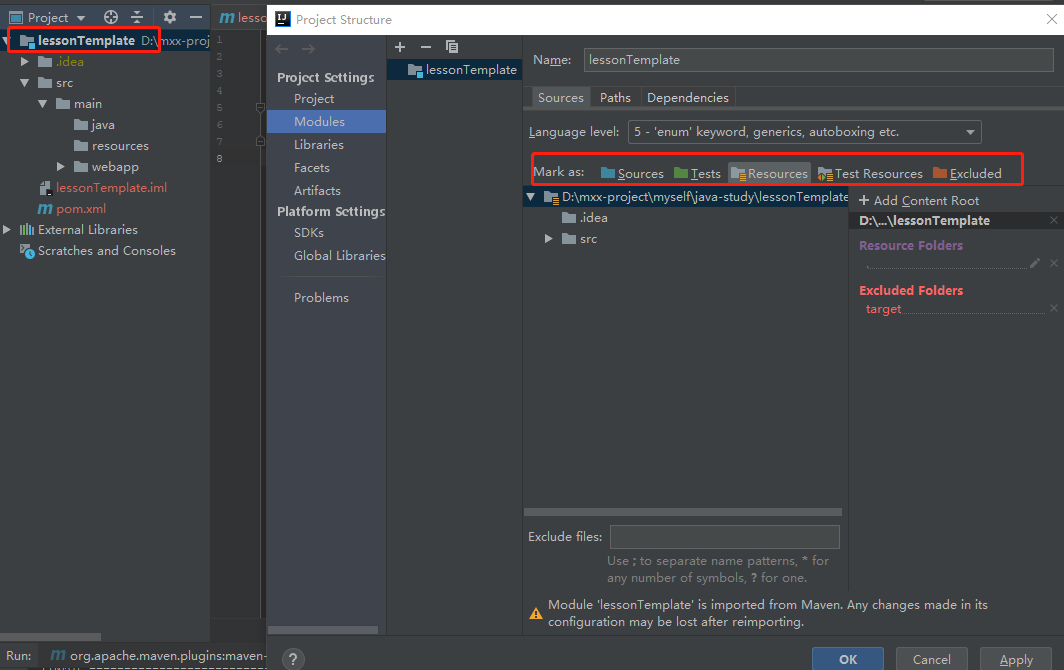 Project
lessonTemplate D:\mxx-proj
.idea
src
main
java
resources
webapp
lessonTemplate.iml
pom.xml
External Libraries
Scratches and Consoles
Run:
org.apache.maven.plugins:maven-
m lesso
1
2
3
4
5
6
7
8
IJ Project Structure
Project Settings
Project
Modules
Libraries
Facets
Artifacts
Platform Settings
SDKs
Global Libraries
Problems
?
lessonTemplate
Name: lessonTemplate
Sources Paths Dependencies
Language level: 5 - 'enum' keyword, generics, autoboxing etc.
Mark as: Sources Tests Resources Test Resources Excluded
D:\mxx-project\myself\java-study\lessonTemplate
.idea
src
+ Add Content Root
D:\...\lessonTemplate
Resource Folders
.
Excluded Folders
target
Exclude files:
Use ; to separate name patterns, * for
any number of symbols, ? for one.
Module 'lessonTemplate' is imported from Maven. Any changes made in its
configuration may be lost after reimporting.
OK Cancel Apply